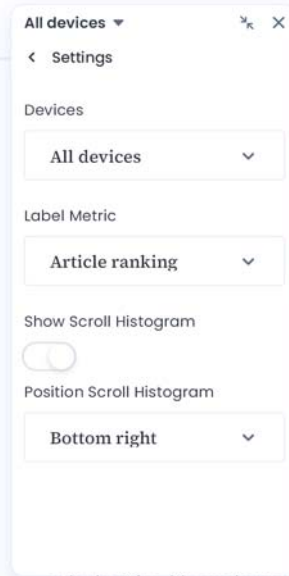 All devices
Settings
Devices
All devices
Label Metric
Article ranking
Show Scroll Histogram
Position Scroll Histogram
Bottom right